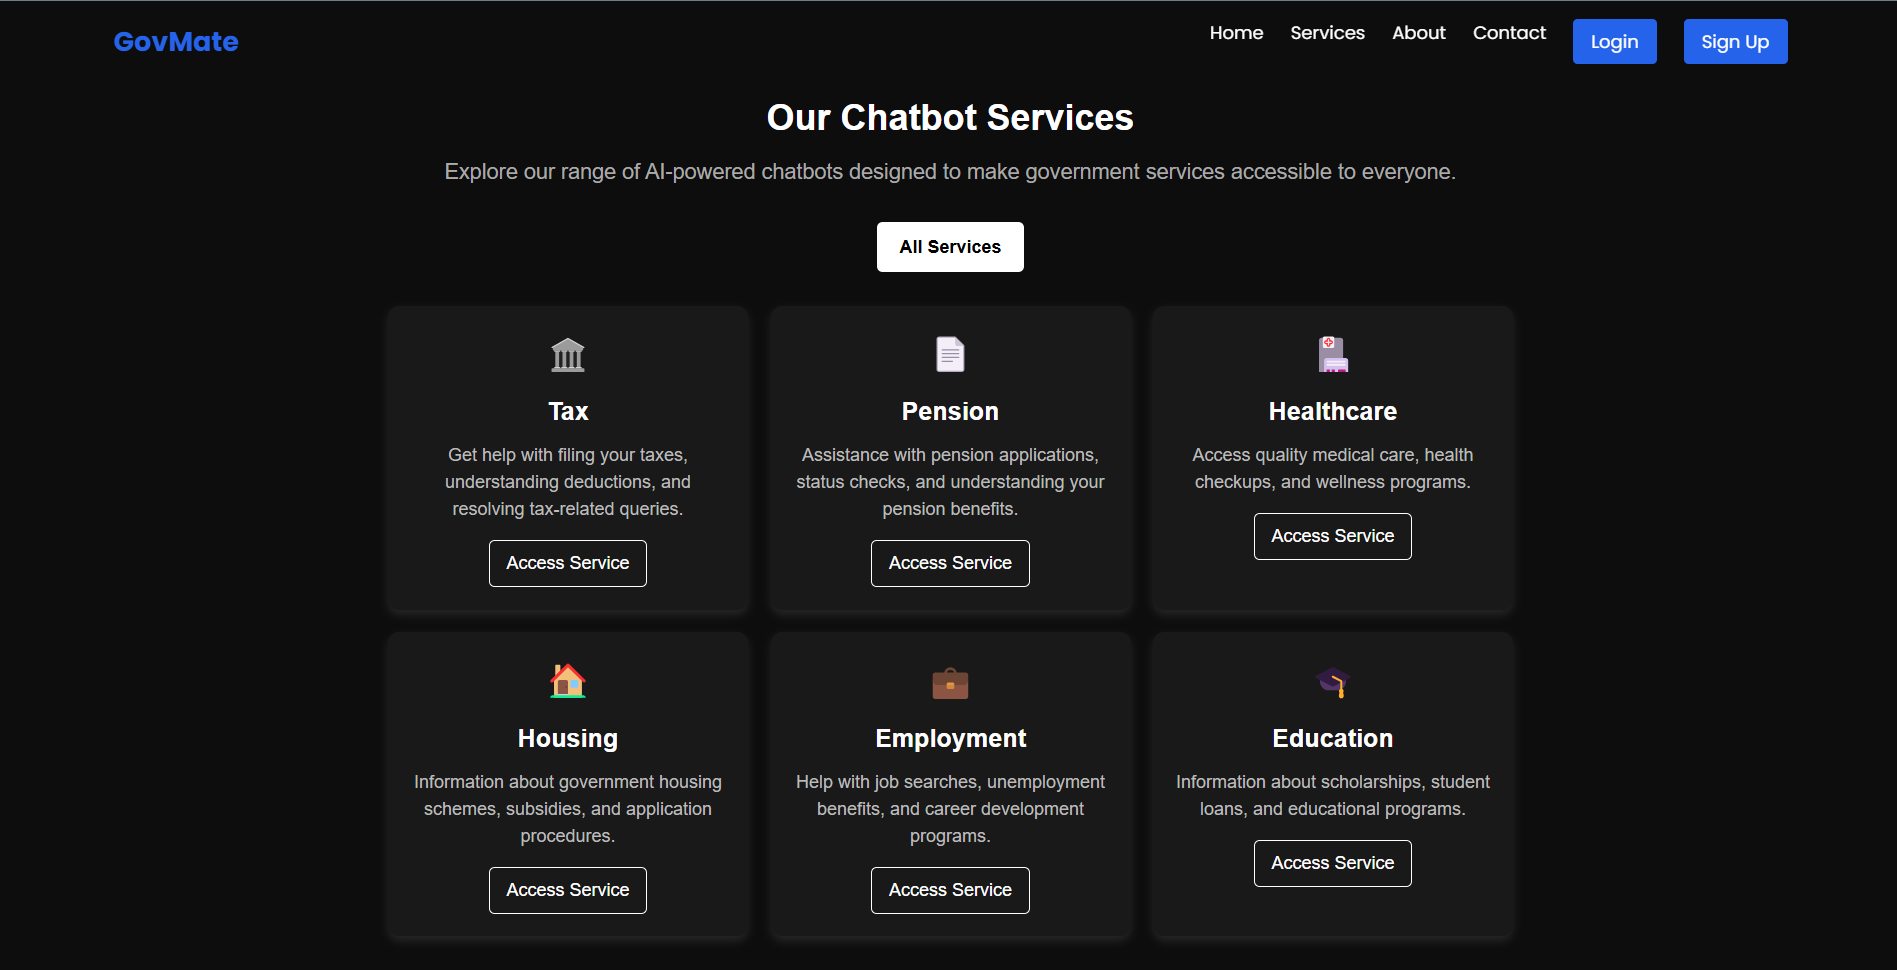 GovMate
Home Services About Contact Login Sign Up
Our Chatbot Services
Explore our range of AI-powered chatbots designed to make government services accessible to everyone.
All Services
Tax
Get help with filing your taxes,
understanding deductions, and
resolving tax-related queries.
Access Service
Pension
Assistance with pension applications,
status checks, and understanding your
pension benefits.
Access Service
Healthcare
Access quality medical care, health
checkups, and wellness programs.
Access Service
Housing
Information about government housing
schemes, subsidies, and application
procedures.
Access Service
Employment
Help with job searches, unemployment
benefits, and career development
programs.
Access Service
Education
Information about scholarships, student
loans, and educational programs.
Access Service